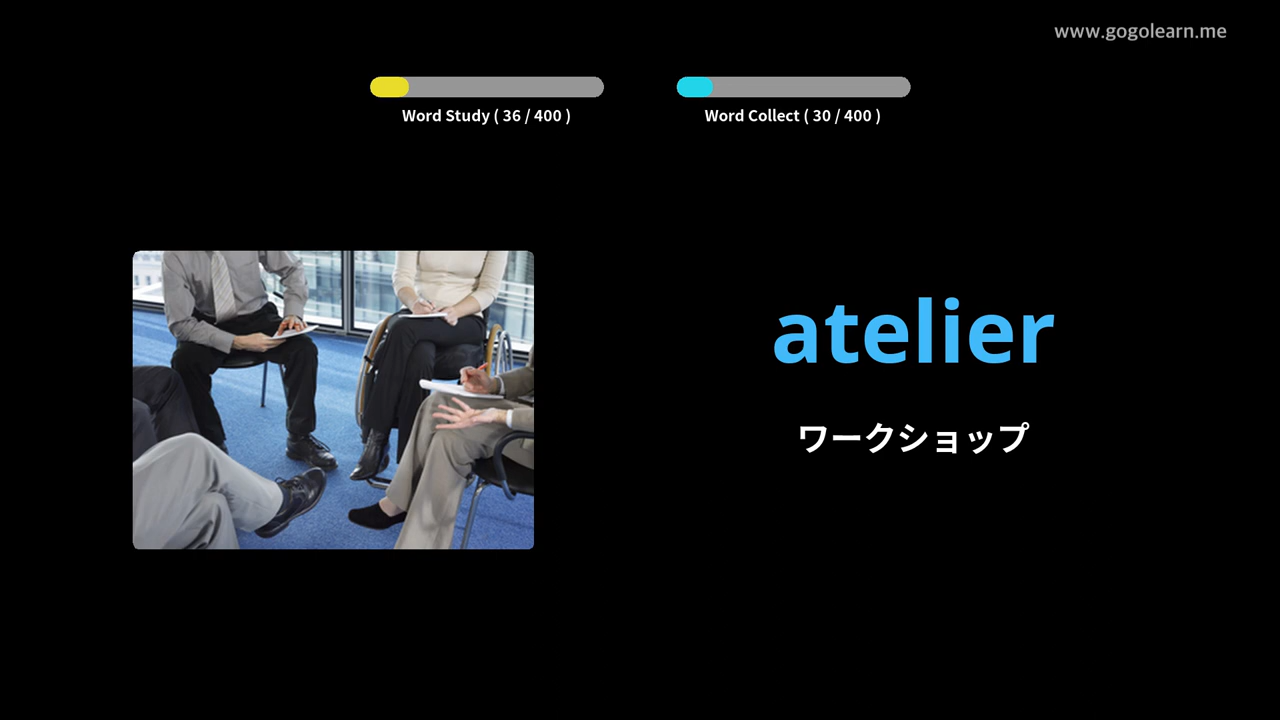 www.gogolearn.me
Word Study ( 36 / 400 )
Word Collect ( 30 / 400 )
atelier
ワークショップ